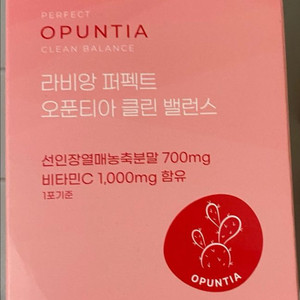 PERFECT
OPUNTIA
CLEAN BALANCE
라비앙 퍼펙트
오푼티아 클린 밸런스
선인장열매농축분말 700mg
비타민C 1,000mg 함유
1포기준
OPUNTIA